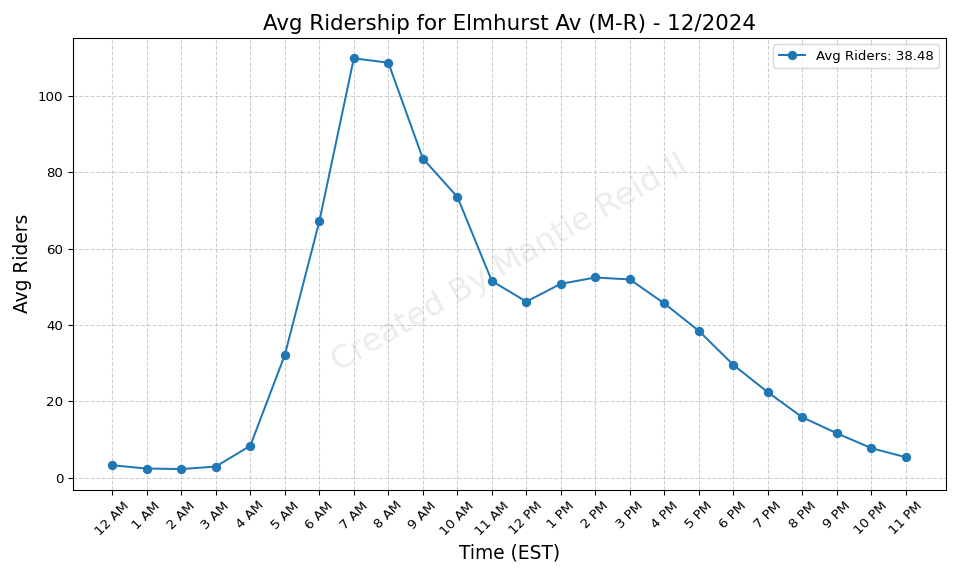 Avg Ridership for Elmhurst Av (M-R) - 12/2024
Avg Riders: 38.48
Avg Riders
100
80
60
40
20
0
Created By Mantie Reid II
12 AM
1 AM
2 AM
3 AM
4 AM
5 AM
6 AM
7 AM
8 AM
9 AM
10 AM
11 AM
12 PM
1 PM
2 PM
3 PM
4 PM
5 PM
6 PM
7 PM
8 PM
9 PM
10 PM
11 PM
Time (EST)